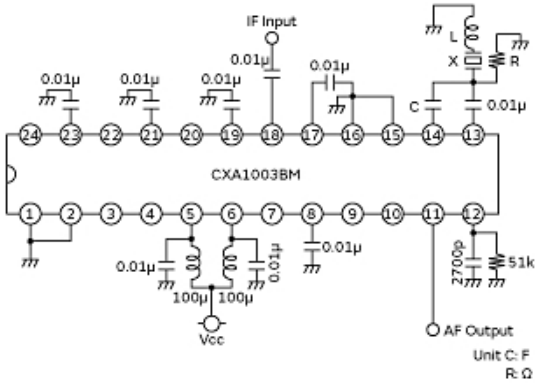 IF Input
L
X
R
0.01µ
0.01µ
0.01µ
0.01µ
0.01µ
C
0.01µ
24 23 22 21 20 19 18 17 16 15 14 13
CXA1003BM
1 2 3 4 5 6 7 8 9 10 11 12
0.01µ
0.01µ
0.01µ
2700p
51k
100µ 100µ
Vcc
AF Output
Unit C: F
R: Ω